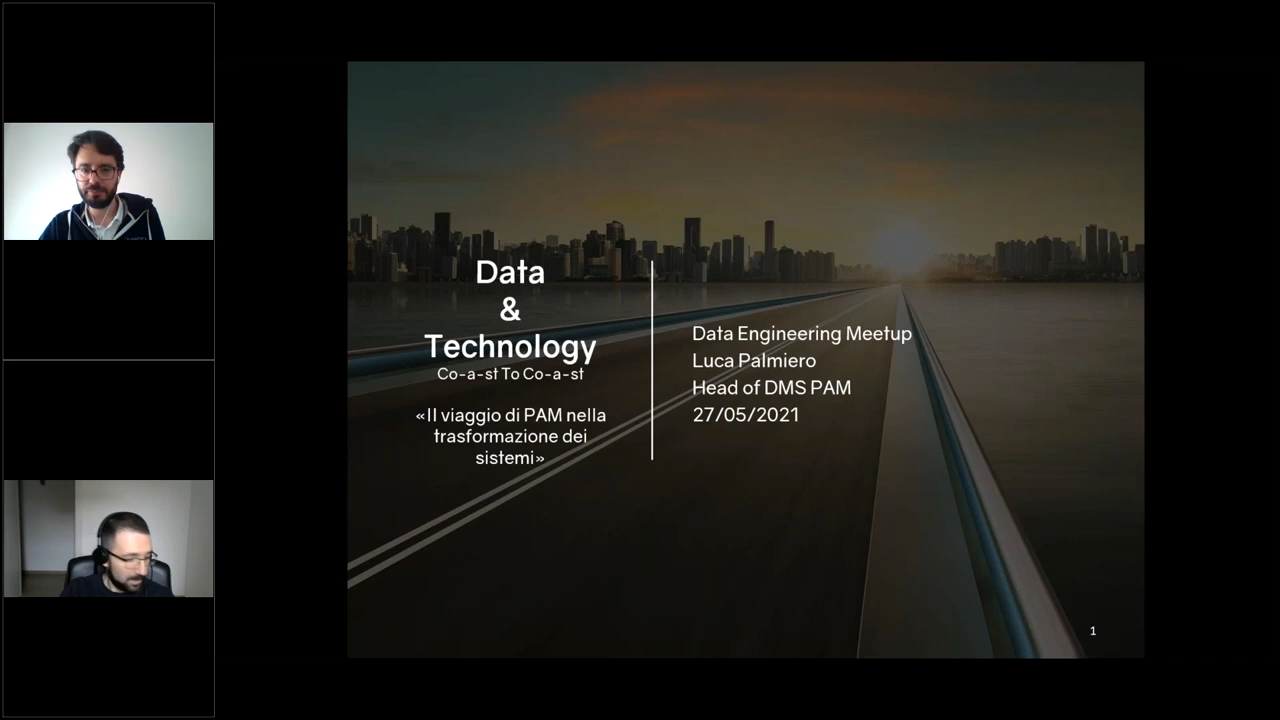 Data
&
Technology
Co-a-st To Co-a-st
«Il viaggio di PAM nella
trasformazione dei
sistemi»
Data Engineering Meetup
Luca Palmiero
Head of DMS PAM
27/05/2021
1